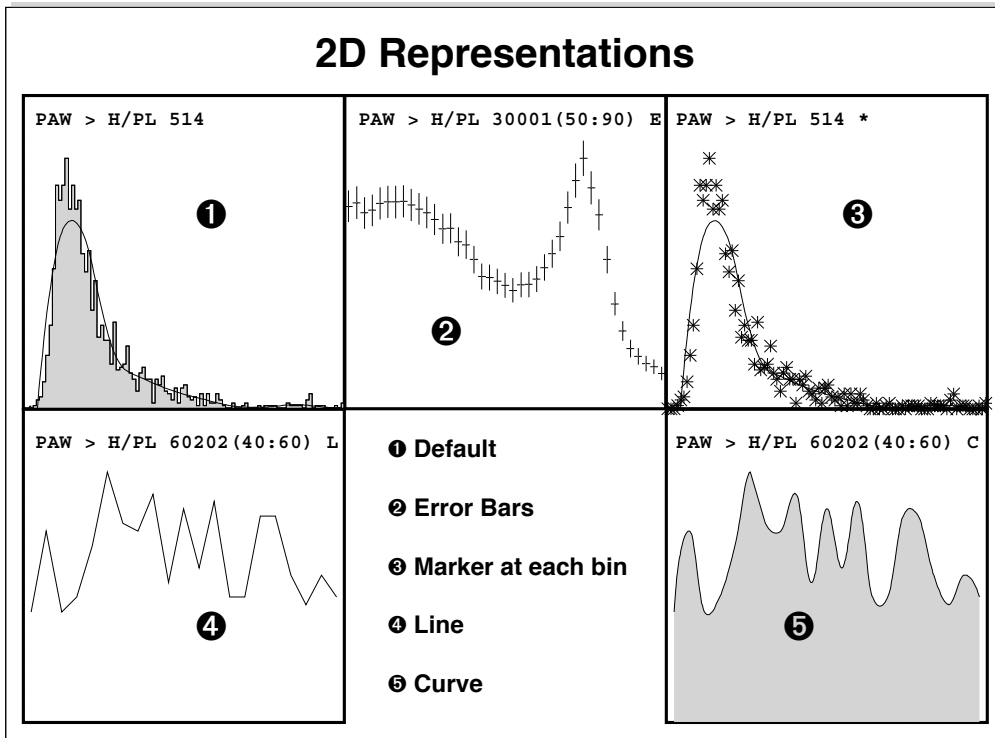 2D Representations
PAW > H/PL 514
❶
PAW > H/PL 30001(50:90) E
❷
PAW > H/PL 514 *
❸
PAW > H/PL 60202(40:60) L
❹
❶ Default
❷ Error Bars
❸ Marker at each bin
❹ Line
❺ Curve
PAW > H/PL 60202(40:60) C
❺